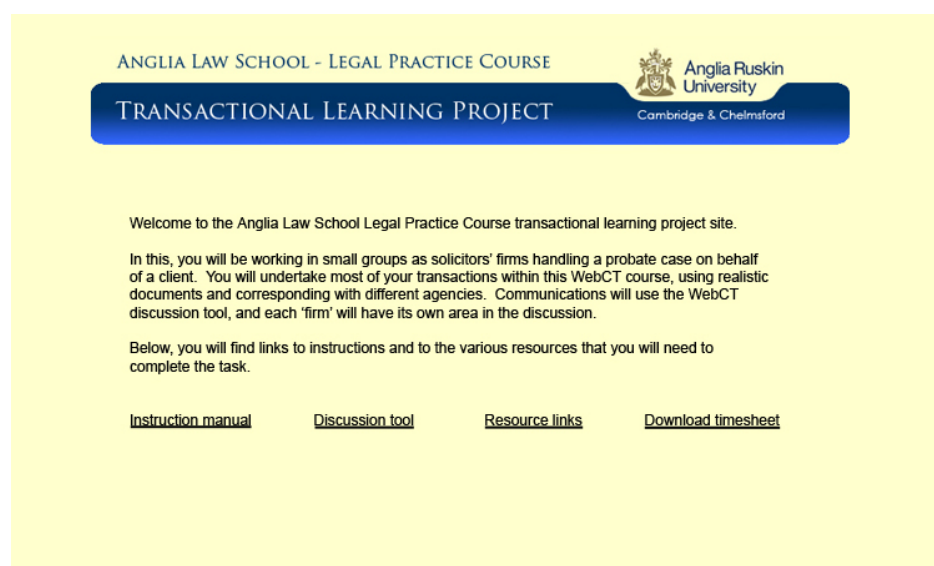 Anglia Law School - Legal Practice Course
Anglia Ruskin
University
Transactional Learning Project
Cambridge & Chelmsford
Welcome to the Anglia Law School Legal Practice Course transactional learning project site.
In this, you will be working in small groups as solicitors' firms handling a probate case on behalf
of a client.  You will undertake most of your transactions within this WebCT course, using realistic
documents and corresponding with different agencies.  Communications will use the WebCT
discussion tool, and each 'firm' will have its own area in the discussion.
Below, you will find links to instructions and to the various resources that you will need to
complete the task.
Instruction manual
Discussion tool
Resource links
Download timesheet